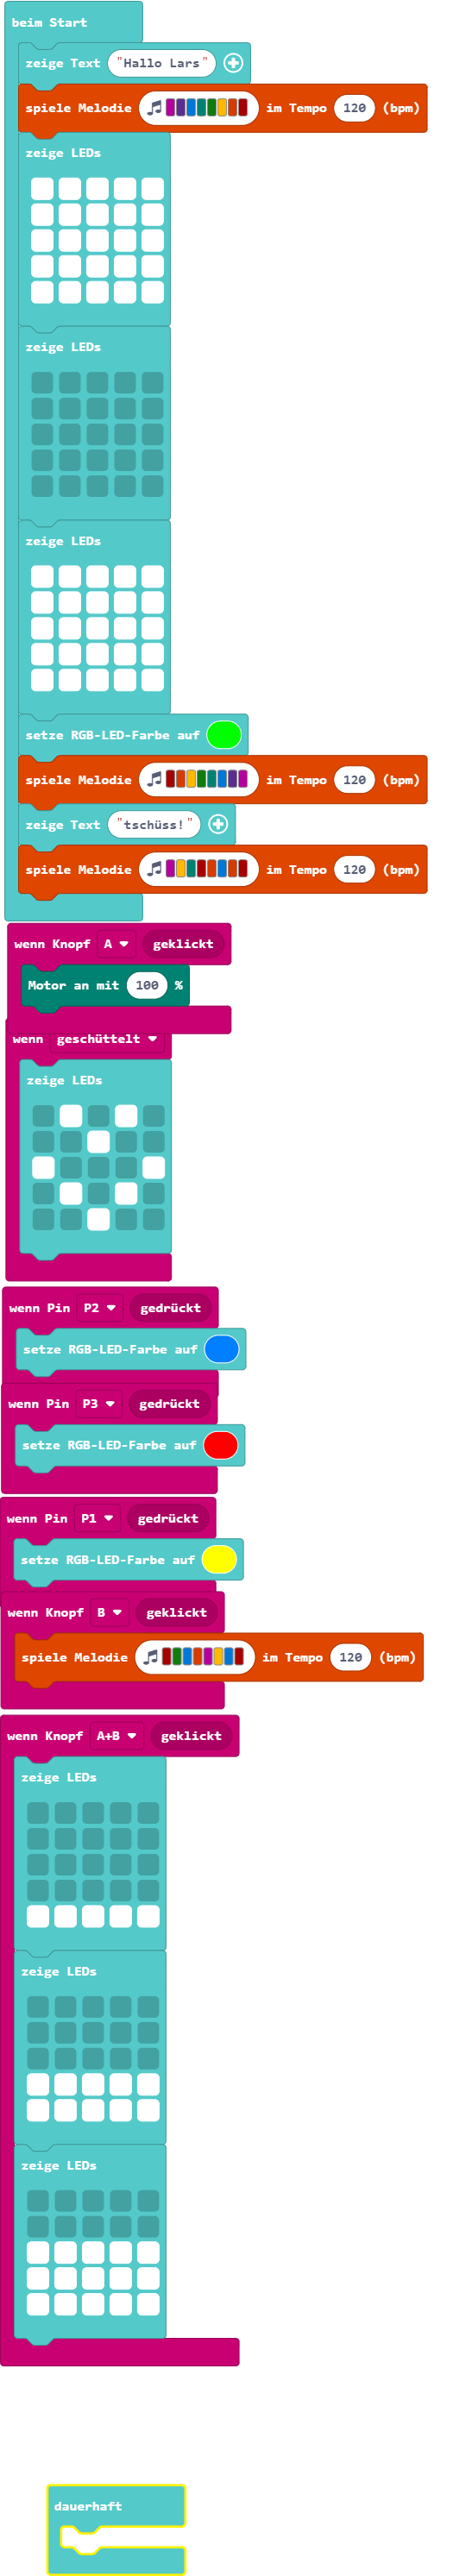 beim Start
zeige Text "Hallo Lars"
spiele Melodie im Tempo 120 (bpm)
zeige LEDs
zeige LEDs
zeige LEDs
setze RGB-LED-Farbe auf
spiele Melodie im Tempo 120 (bpm)
zeige Text "tschüss!"
spiele Melodie im Tempo 120 (bpm)
wenn Knopf A geklickt
Motor an mit 100 %
wenn geschüttelt
zeige LEDs
wenn Pin P2 gedrückt
setze RGB-LED-Farbe auf
wenn Pin P3 gedrückt
setze RGB-LED-Farbe auf
wenn Pin P1 gedrückt
setze RGB-LED-Farbe auf
wenn Knopf B geklickt
spiele Melodie im Tempo 120 (bpm)
wenn Knopf A+B geklickt
zeige LEDs
zeige LEDs
zeige LEDs
dauerhaft